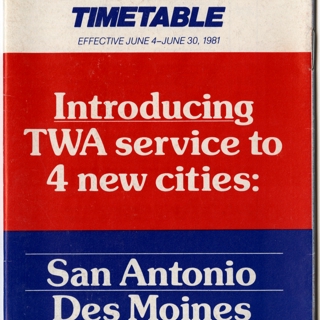 TIMETABLE
EFFECTIVE JUNE 4–JUNE 30, 1981
Introducing
TWA service to
4 new cities:
San Antonio
Des Moines